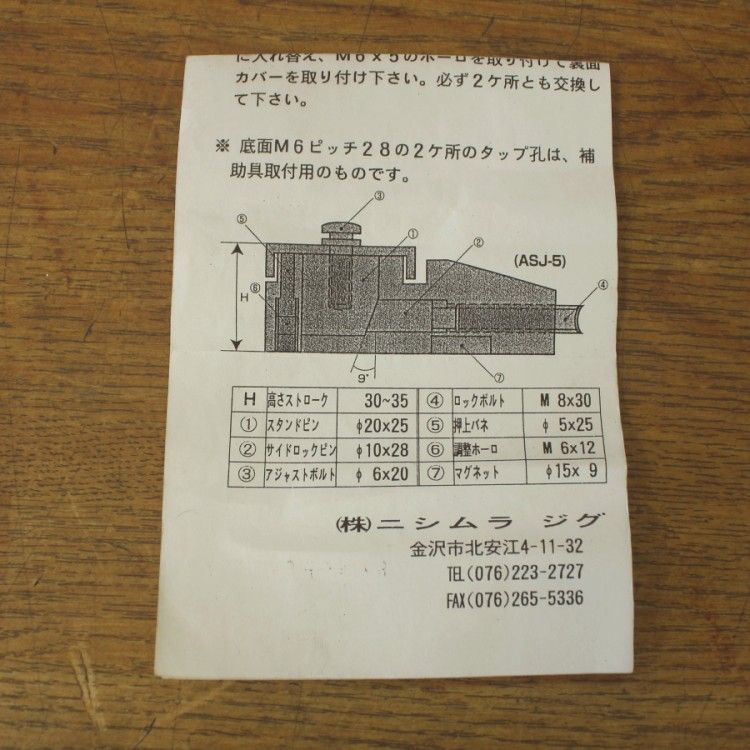 に入れ替え、M6×5のホーロを取り付けて裏面
カバーを取り付け下さい。必ず2ケ所とも交換し
て下さい。
※ 底面M6ピッチ28の2ケ所のタップ孔は、補
助具取付用のものです。
③
⑤
①
②
(ASJ-5)
④
⑥
H
9°
⑦
H 高さストローク 30~35 ④ ロックボルト M 8x30
① スタンドピン φ20x25 ⑤ 押上バネ φ 5x25
② サイドロックピン φ10x28 ⑥ 調整ホーロ M 6x12
③ アジャストボルト φ 6x20 ⑦ マグネット φ15x 9
(株)ニシムラ ジグ
金沢市北安江4-11-32
TEL(076)223-2727
FAX(076)265-5336